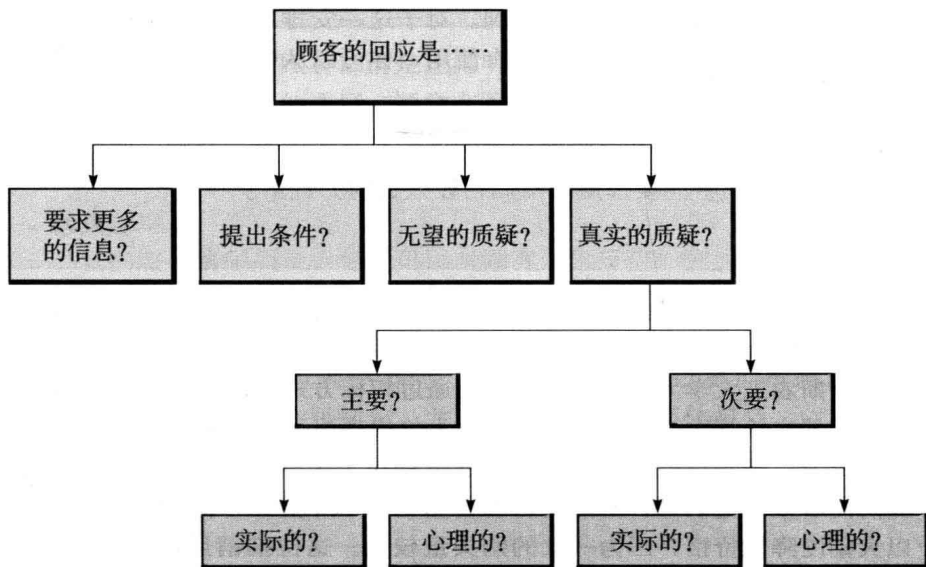 顾客的回应是……
要求更多
的信息?
提出条件?
无望的质疑?
真实的质疑?
主要?
次要?
实际的?
心理的?
实际的?
心理的?